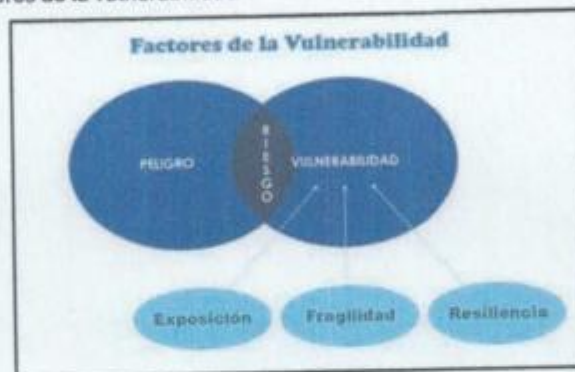 Factores de la Vulnerabilidad
PELIGRO
RIESGO
VULNERABILIDAD
Exposición
Fragilidad
Resiliencia